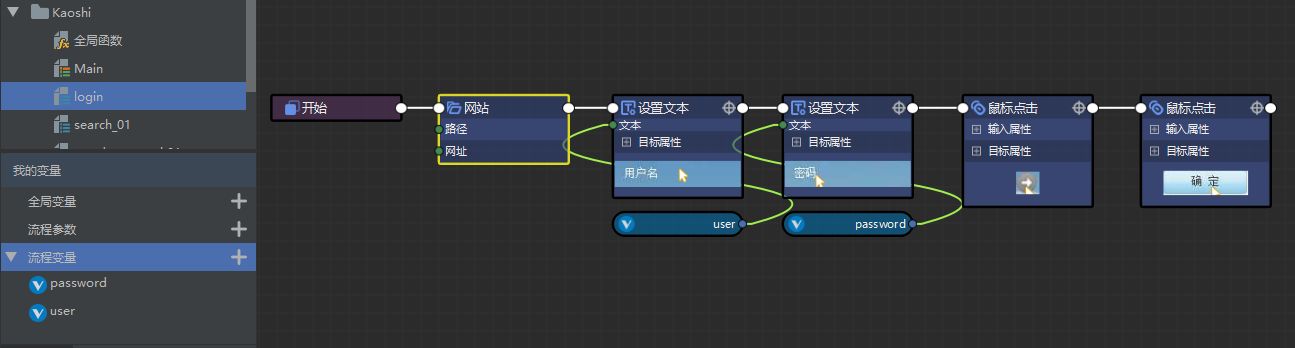 Kaoshi
全局函数
Main
login
search_01
我的变量
全局变量
流程参数
流程变量
password
user
开始
网站
路径
网址
设置文本
文本
目标属性
用户名
user
设置文本
文本
目标属性
密码
password
鼠标点击
输入属性
目标属性
鼠标点击
输入属性
目标属性
确 定